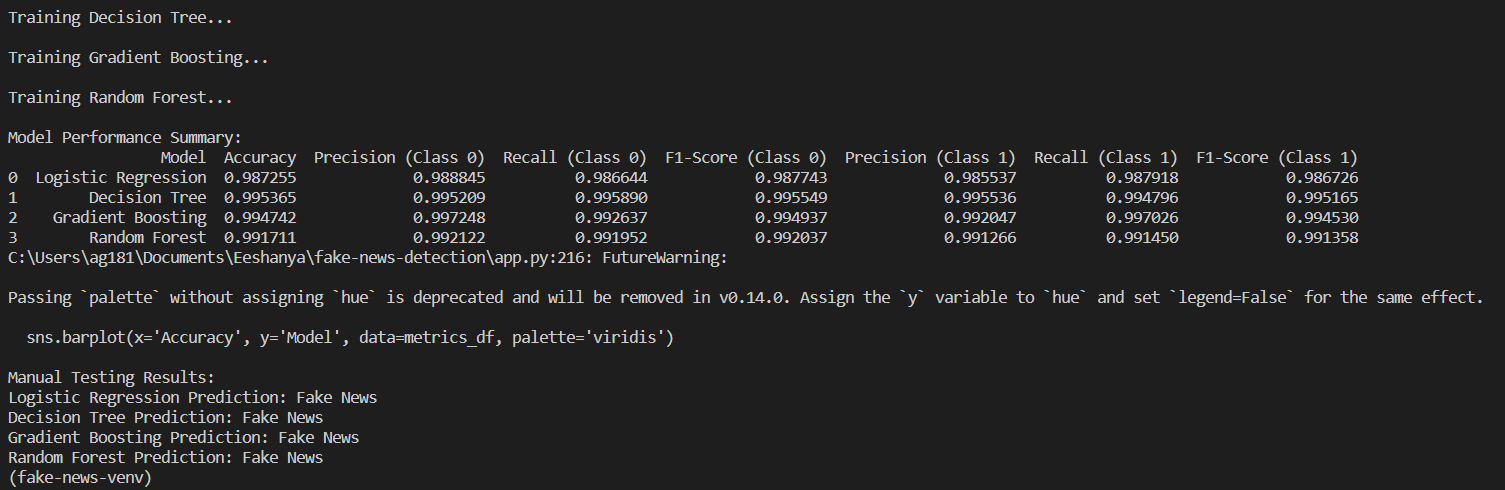 Training Decision Tree...
Training Gradient Boosting...
Training Random Forest...
Model Performance Summary:
Model Accuracy Precision (Class 0) Recall (Class 0) F1-Score (Class 0) Precision (Class 1) Recall (Class 1) F1-Score (Class 1)
0 Logistic Regression 0.987255 0.988845 0.986644 0.987743 0.985537 0.987918 0.986726
1 Decision Tree 0.995365 0.995209 0.995890 0.995549 0.995536 0.994796 0.995165
2 Gradient Boosting 0.994742 0.997248 0.992637 0.994937 0.992047 0.997026 0.994530
3 Random Forest 0.991711 0.992122 0.991952 0.992037 0.991266 0.991450 0.991358
C:\Users\ag181\Documents\Eeshanya\fake-news-detection\app.py:216: FutureWarning:
Passing `palette` without assigning `hue` is deprecated and will be removed in v0.14.0. Assign the `y` variable to `hue` and set `legend=False` for the same effect.
sns.barplot(x='Accuracy', y='Model', data=metrics_df, palette='viridis')
Manual Testing Results:
Logistic Regression Prediction: Fake News
Decision Tree Prediction: Fake News
Gradient Boosting Prediction: Fake News
Random Forest Prediction: Fake News
(fake-news-venv)